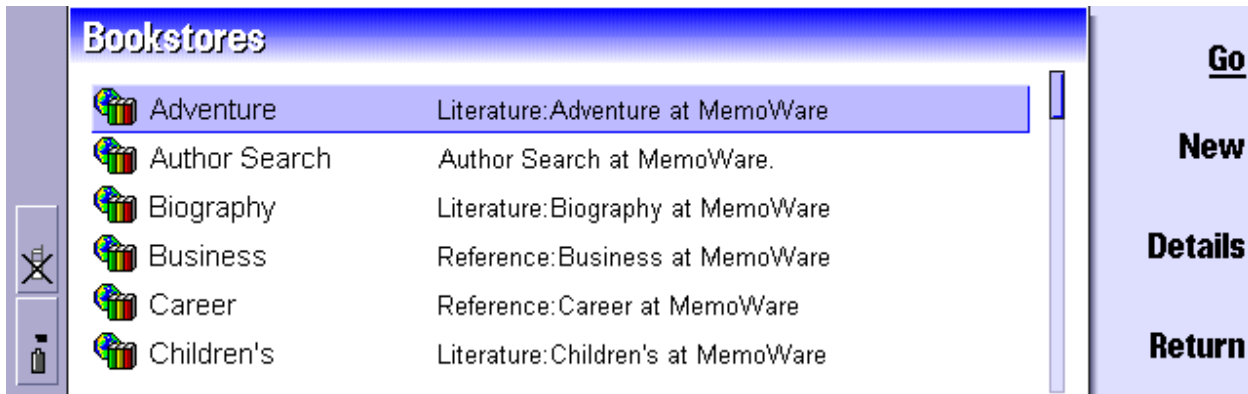 Bookstores
Adventure Literature:Adventure at MemoWare
Author Search Author Search at MemoWare.
Biography Literature:Biography at MemoWare
Business Reference:Business at MemoWare
Career Reference:Career at MemoWare
Children's Literature:Children's at MemoWare
Go
New
Details
Return